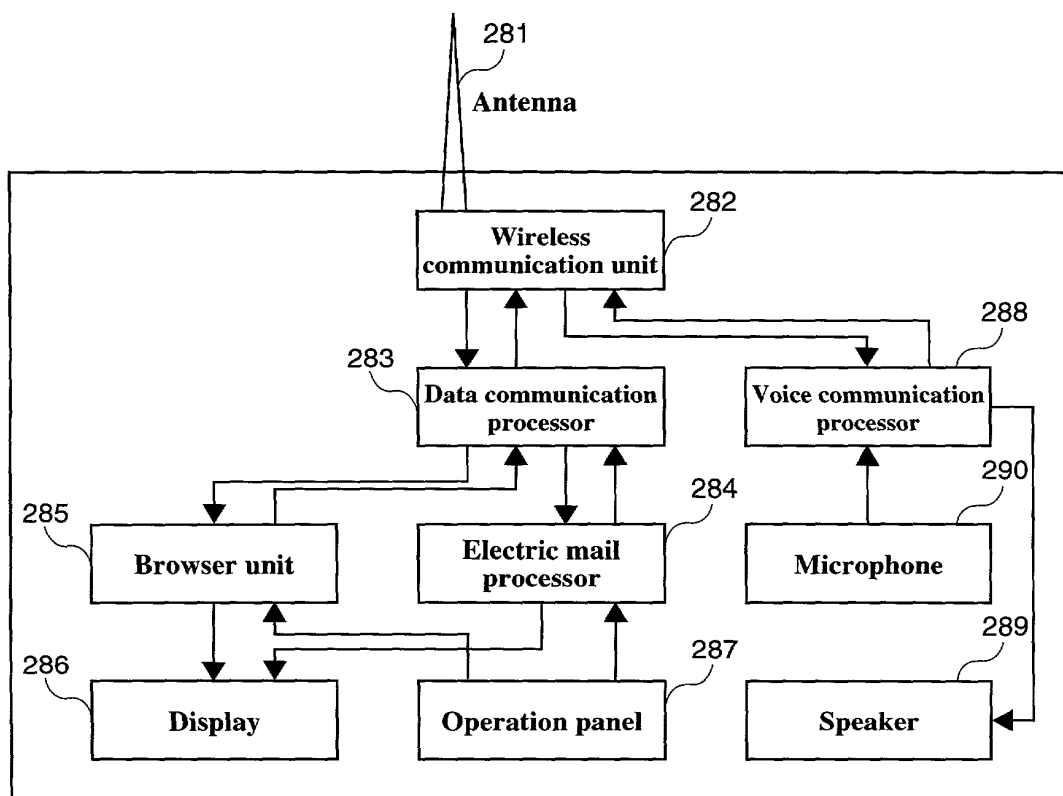 281
Antenna
282
Wireless
communication unit
288
283
Data communication
processor
Voice communication
processor
284
290
285
Browser unit
Electric mail
processor
Microphone
289
286
287
Display
Operation panel
Speaker